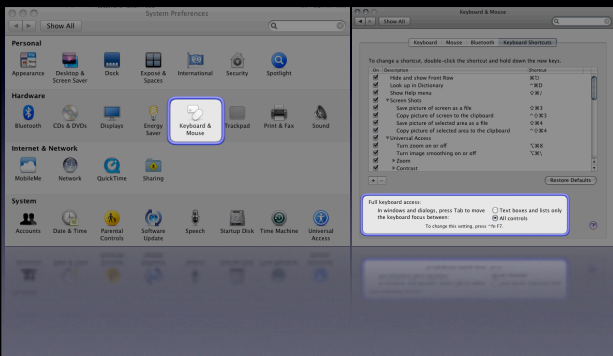 System Preferences
Show All
Personal
Appearance
Desktop &
Screen Saver
Dock
Exposé &
Spaces
International
Security
Spotlight
Hardware
Bluetooth
CDs & DVDs
Displays
Energy
Saver
Keyboard &
Mouse
Trackpad
Print & Fax
Sound
Internet & Network
MobileMe
Network
QuickTime
Sharing
System
Accounts
Date & Time
Parental
Controls
Software
Update
Speech
Startup Disk
Time Machine
Universal
Access
Keyboard & Mouse
Show All
Keyboard Mouse Bluetooth Keyboard Shortcuts
To change a shortcut, double-click the shortcut and hold down the new keys.
On Description Shortcut
Hide and show Front Row
Look up in Dictionary ^⌘D
Show Help menu ⇧⌘/
Screen Shots
Save picture of screen as a file ⇧⌘3
Copy picture of screen to the clipboard ^⇧⌘3
Save picture of selected area as a file ⇧⌘4
Copy picture of selected area to the clipboard ^⇧⌘4
Universal Access
Turn zoom on or off ⌥⌘8
Turn image smoothing on or off ⌥⌘\
Zoom
Contrast
+ -
Restore Defaults
Full keyboard access:
In windows and dialogs, press Tab to move
the keyboard focus between:
Text boxes and lists only
All controls
To change this setting, press ^fn F7.
?